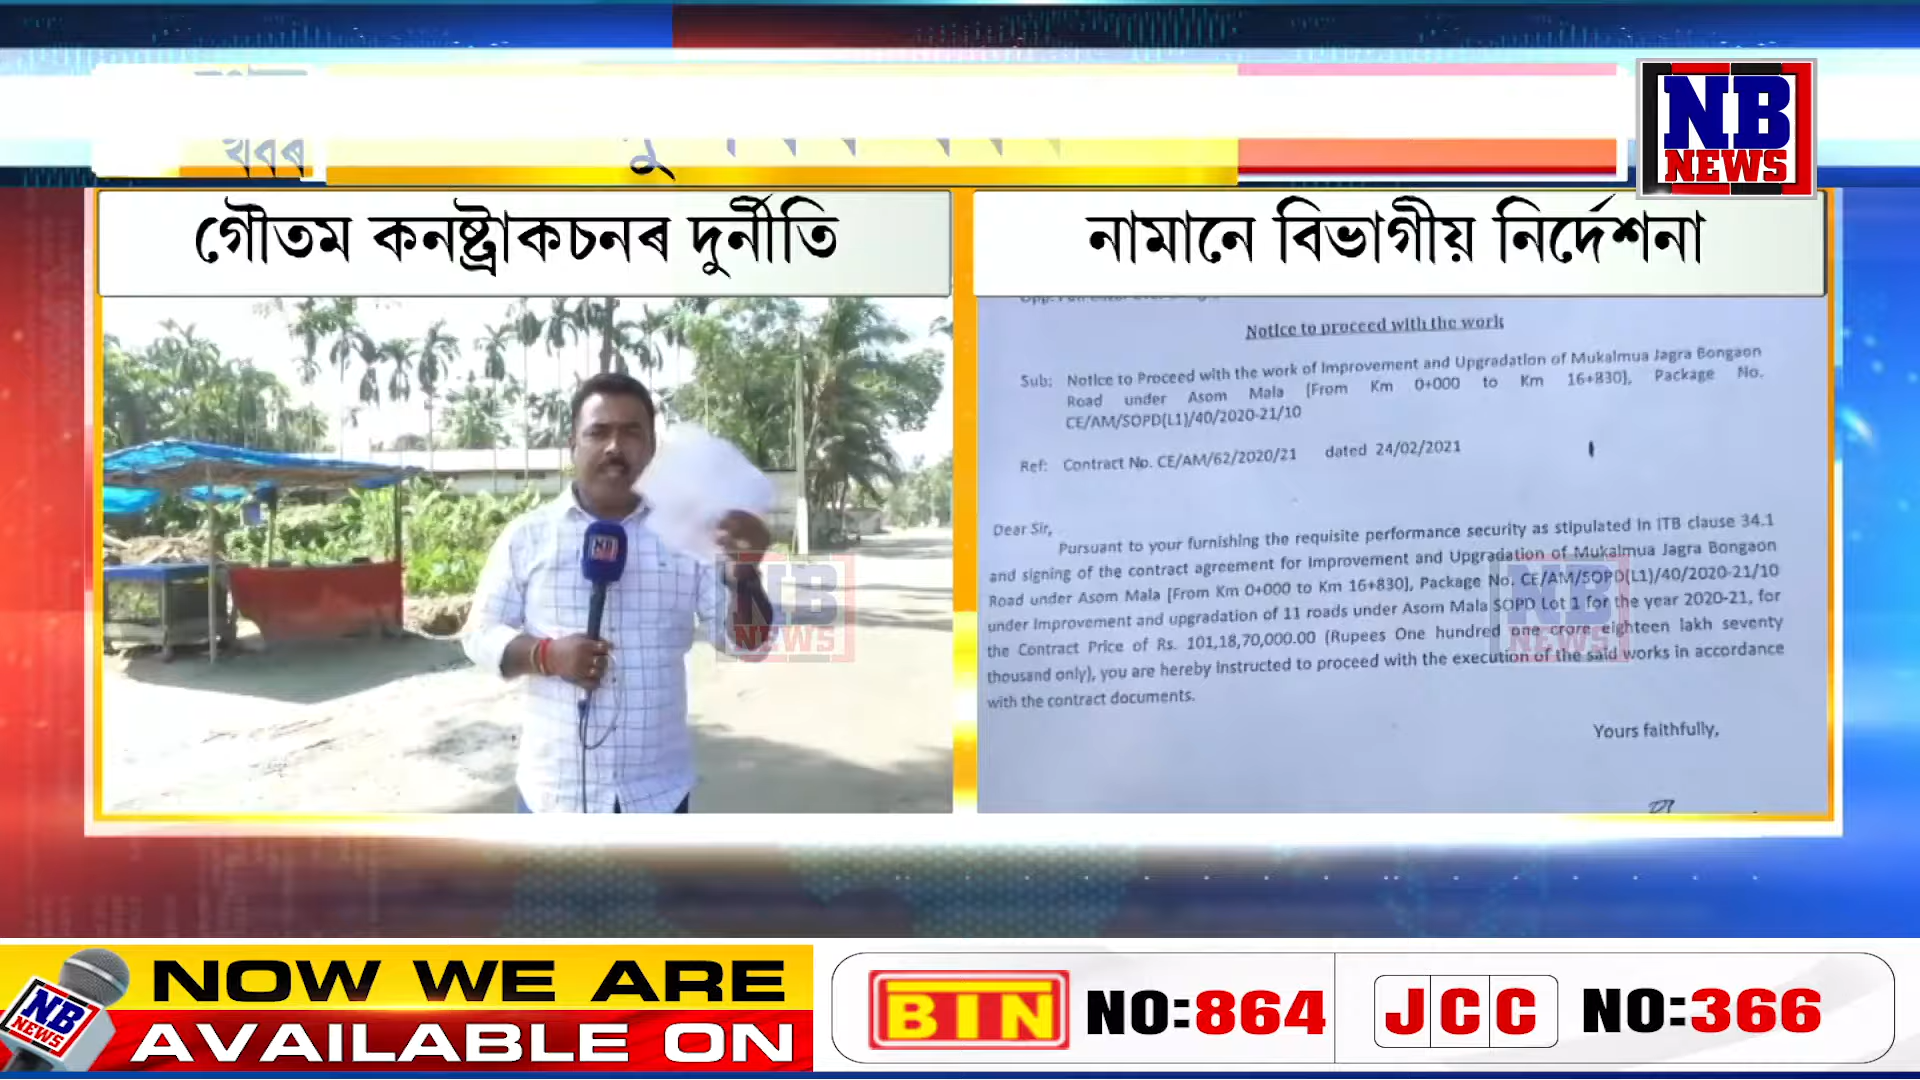 খবৰ
NB
NEWS
গৌতম কনষ্ট্ৰাকচনৰ দুৰ্নীতি
নামানে বিভাগীয় নিৰ্দেশনা
Notice to proceed with the work
Sub: Notice to Proceed with the work of Improvement and Upgradation of Mukalmua Jagra Bongaon
Road under Asom Mala [From Km 0+000 to Km 16+830], Package No.
CE/AM/SOPD(L1)/40/2020-21/10
Ref: Contract No. CE/AM/62/2020/21 dated 24/02/2021
Dear Sir,
Pursuant to your furnishing the requisite performance security as stipulated in ITB clause 34.1
and signing of the contract agreement for Improvement and Upgradation of Mukalmua Jagra Bongaon
Road under Asom Mala [From Km 0+000 to Km 16+830], Package No. CE/AM/SOPD(L1)/40/2020-21/10
under Improvement and upgradation of 11 roads under Asom Mala SOPD Lot 1 for the year 2020-21, for
the Contract Price of Rs. 101,18,70,000.00 (Rupees One hundred one crore eighteen lakh seventy
thousand only), you are hereby instructed to proceed with the execution of the said works in accordance
with the contract documents.
Yours faithfully,
NB
NB
NEWS
NB
NEWS
NB
NEWS
NOW WE ARE
AVAILABLE ON
BTN NO:864
JCC NO:366